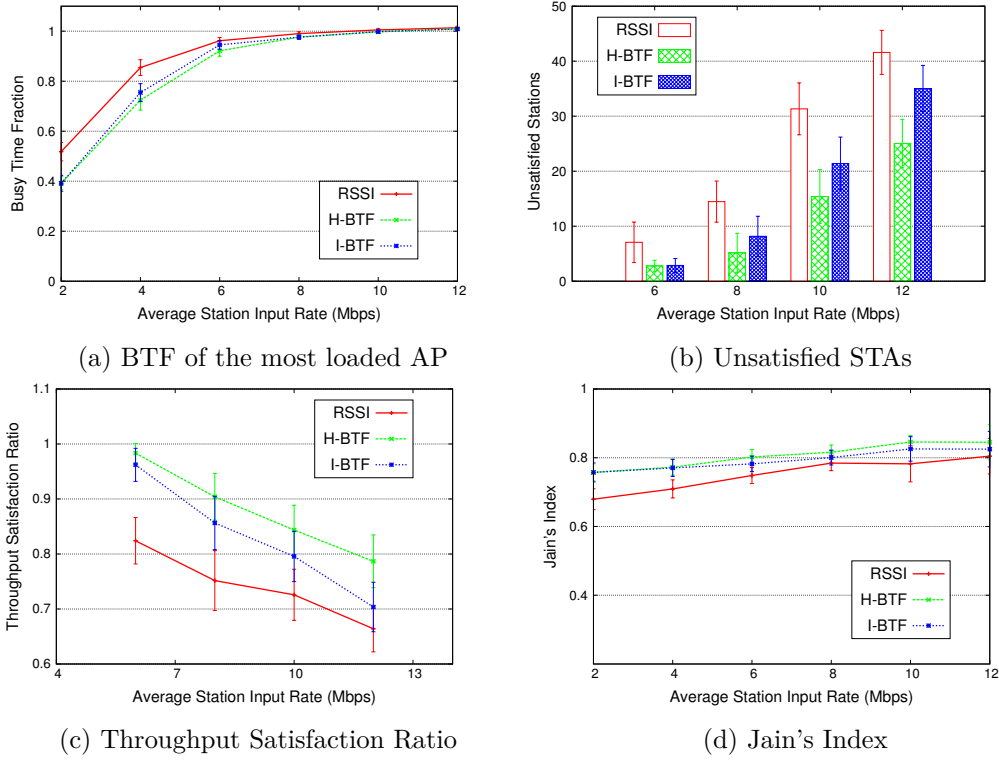 1
0.8
0.6
0.4
0.2
0
2
4
6
8
10
12
Busy Time Fraction
Average Station Input Rate (Mbps)
RSSI
H-BTF
I-BTF
(a) BTF of the most loaded AP
50
40
30
20
10
0
6
8
10
12
Unsatisfied Stations
Average Station Input Rate (Mbps)
RSSI
H-BTF
I-BTF
(b) Unsatisfied STAs
1.1
1
0.9
0.8
0.7
0.6
4
7
10
13
Throughput Satisfaction Ratio
Average Station Input Rate (Mbps)
RSSI
H-BTF
I-BTF
(c) Throughput Satisfaction Ratio
1
0.8
0.6
0.4
2
4
6
8
10
12
Jain's Index
Average Station Input Rate (Mbps)
RSSI
H-BTF
I-BTF
(d) Jain's Index